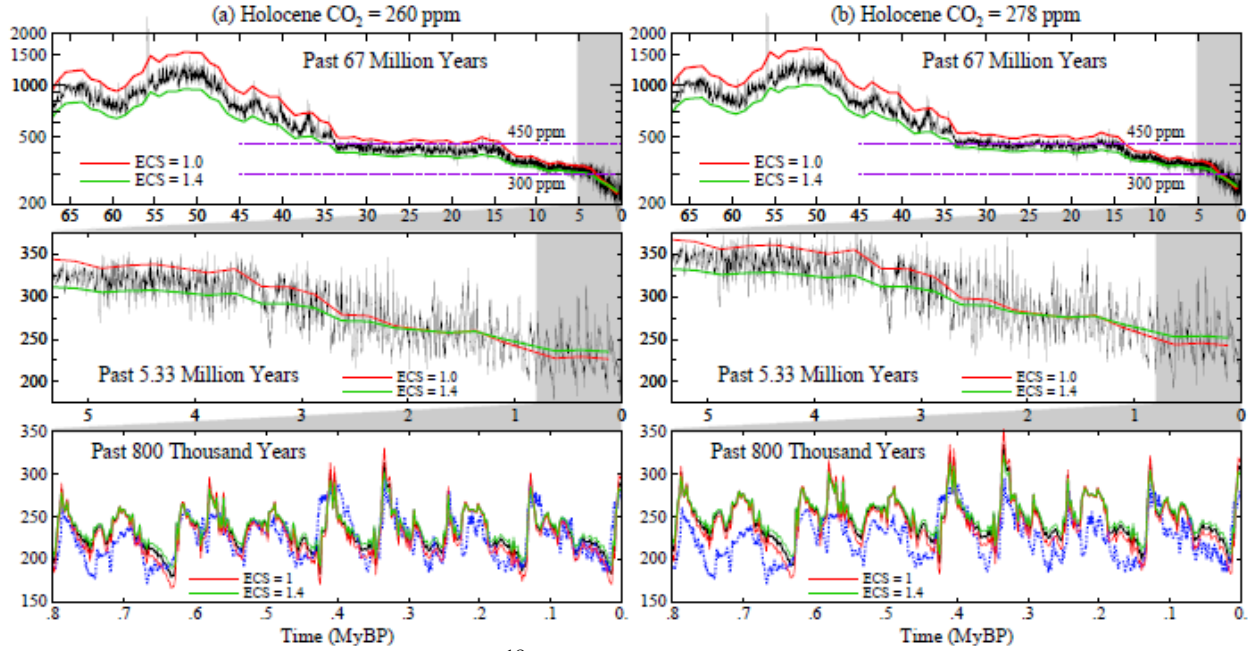 (a) Holocene CO₂ = 260 ppm
(b) Holocene CO₂ = 278 ppm
2000
1500
1000
500
200
Past 67 Million Years
450 ppm
300 ppm
ECS = 1.0
ECS = 1.4
65 60 55 50 45 40 35 30 25 20 15 10 5 0
2000
1500
1000
500
200
Past 67 Million Years
450 ppm
300 ppm
ECS = 1.0
ECS = 1.4
65 60 55 50 45 40 35 30 25 20 15 10 5 0
350
300
250
200
Past 5.33 Million Years
ECS = 1.0
ECS = 1.4
5 4 3 2 1 0
350
300
250
200
Past 5.33 Million Years
ECS = 1.0
ECS = 1.4
5 4 3 2 1 0
350
300
250
200
150
Past 800 Thousand Years
ECS = 1
ECS = 1.4
.8 .7 .6 .5 .4 .3 .2 .1 0.
Time (MyBP)
350
300
250
200
150
Past 800 Thousand Years
ECS = 1
ECS = 1.4
.8 .7 .6 .5 .4 .3 .2 .1 0.
Time (MyBP)